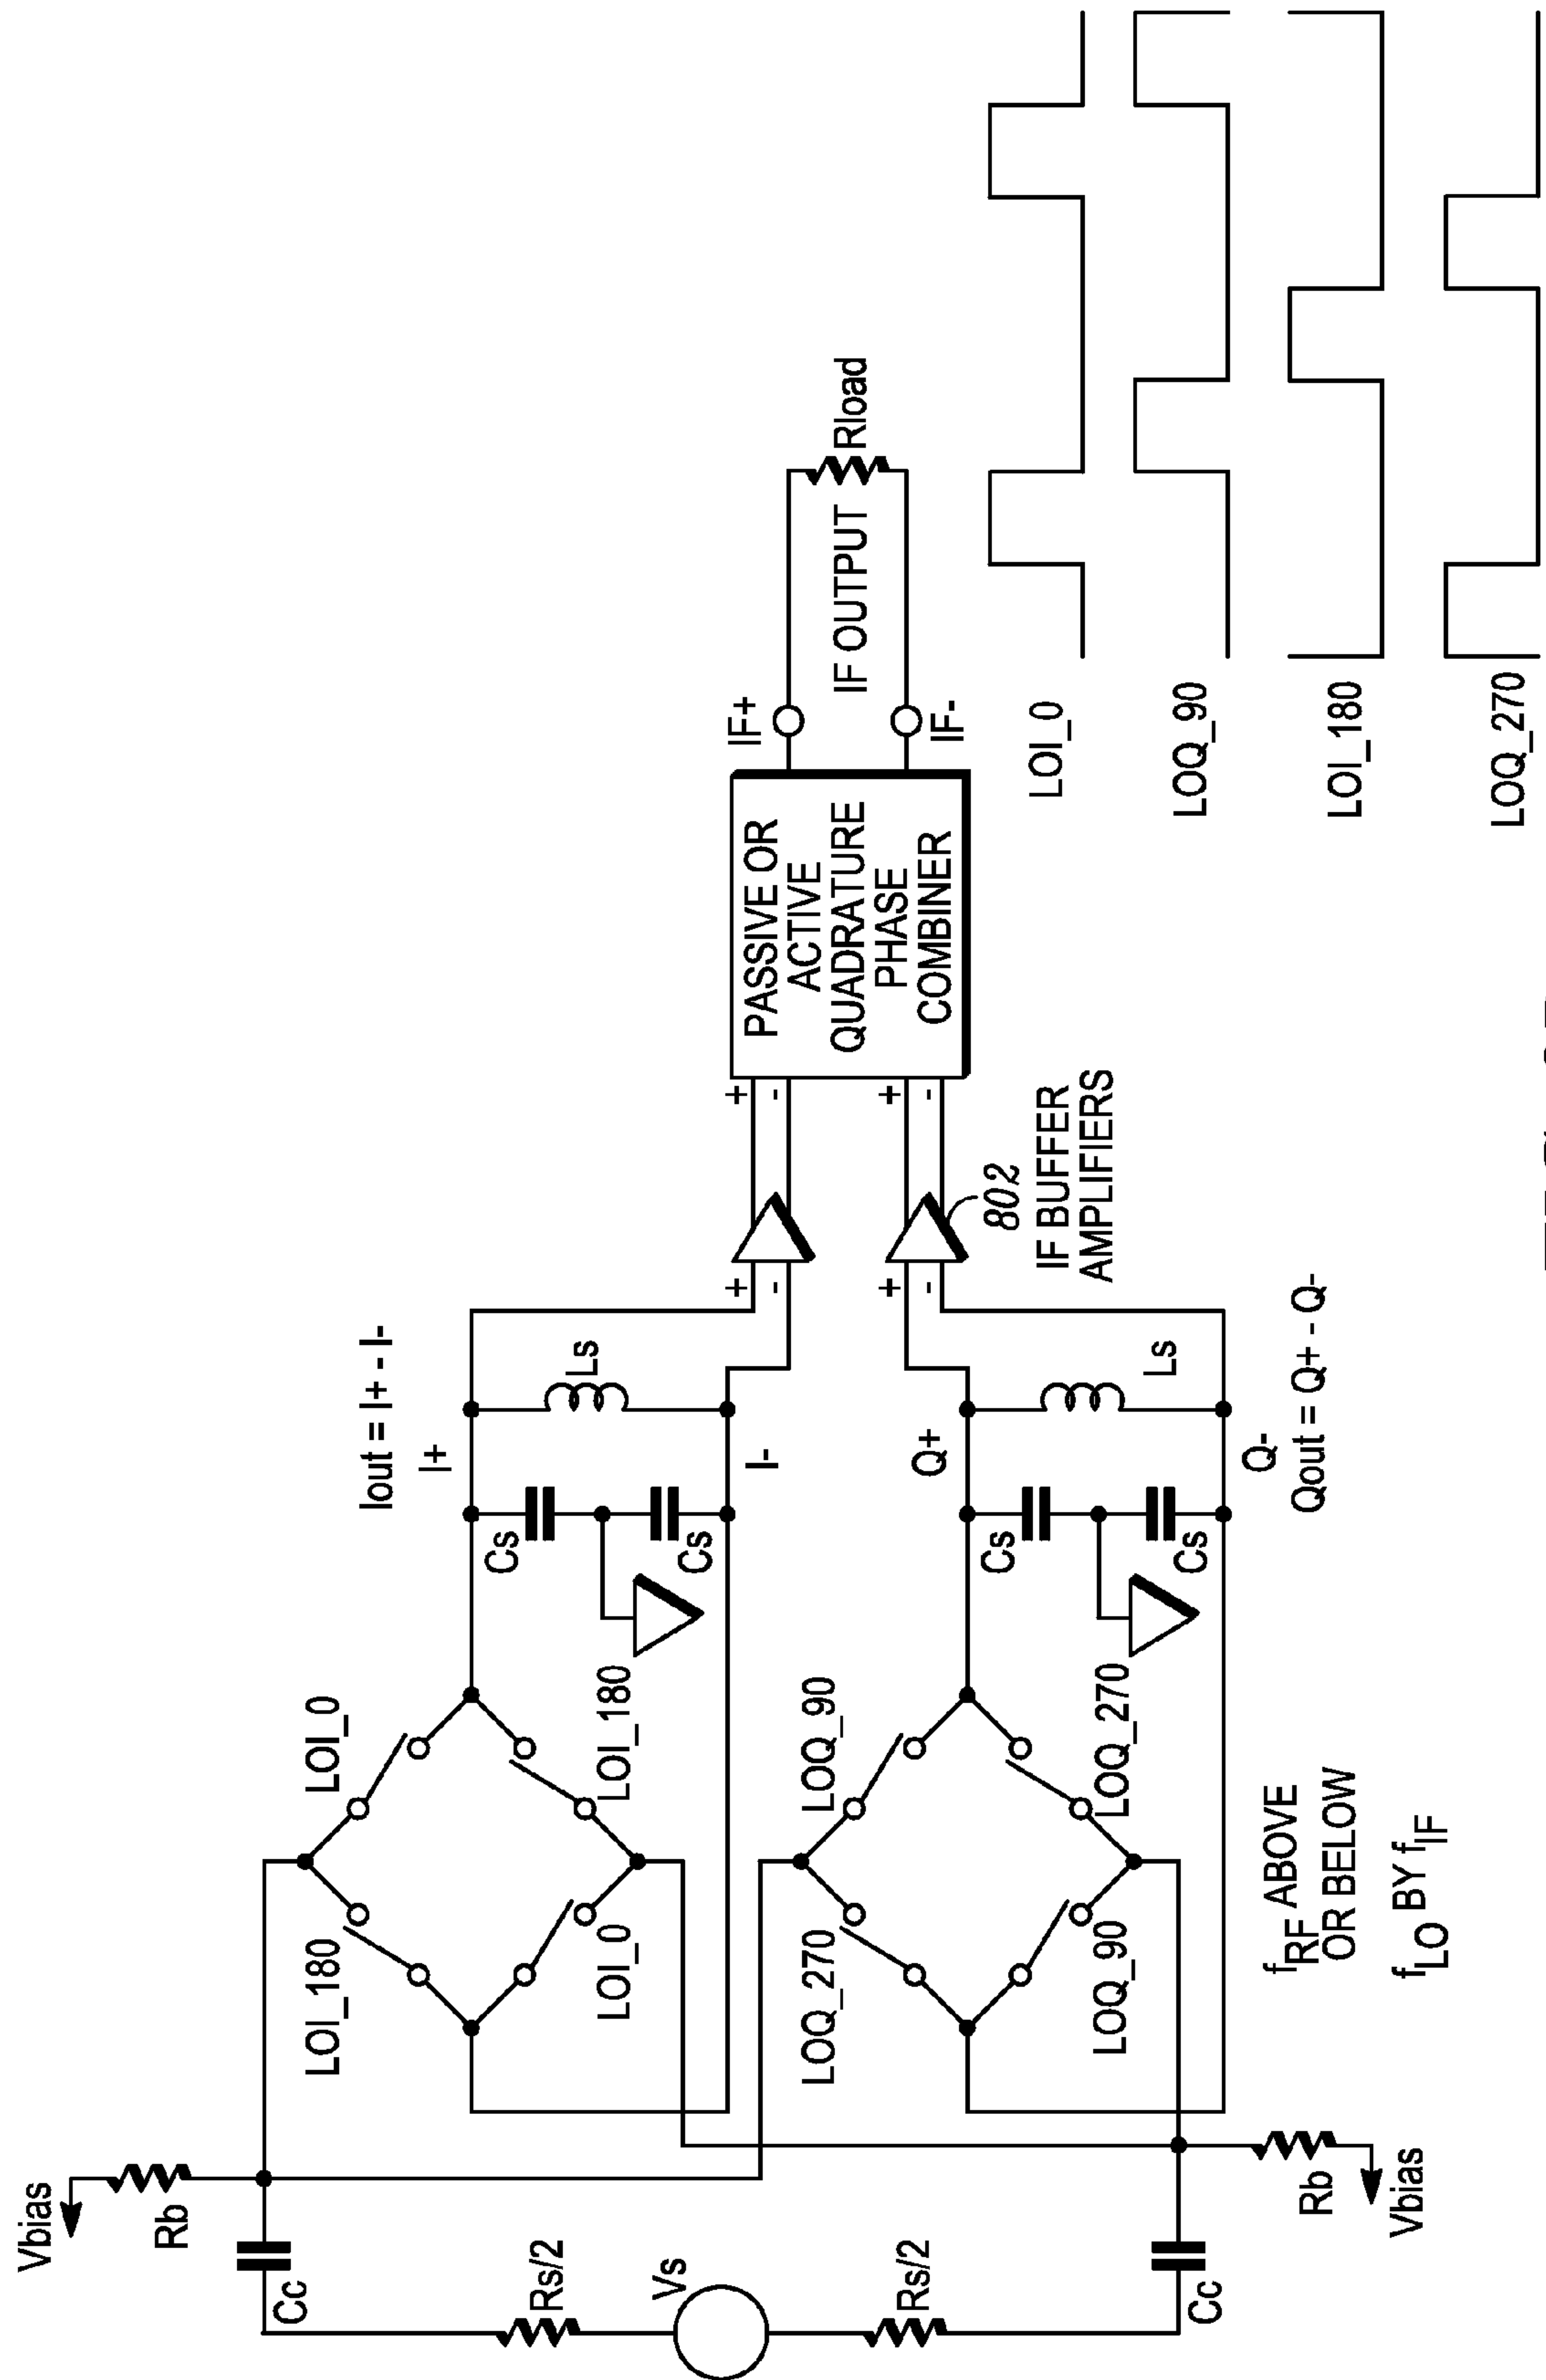 Vbias
Rb
Cc
Rs/2
Vs
Rs/2
Cc
Rb
Vbias
LOI_180
LOI_0
LOI_0
LOI_180
LOQ_270
LOQ_90
LOQ_90
LOQ_270
fRF ABOVE
OR BELOW
fLO BY fIF
Iout = I+ - I-
I+
Cs
Cs
Ls
I-
Q+
Cs
Cs
Ls
Q-
Qout = Q+ - Q-
+
-
+
-
802
IF BUFFER
AMPLIFIERS
+
-
+
-
PASSIVE OR
ACTIVE
QUADRATURE
PHASE
COMBINER
IF+
IF-
IF OUTPUT
Rload
LOI_0
LOQ_90
LOI_180
LOQ_270